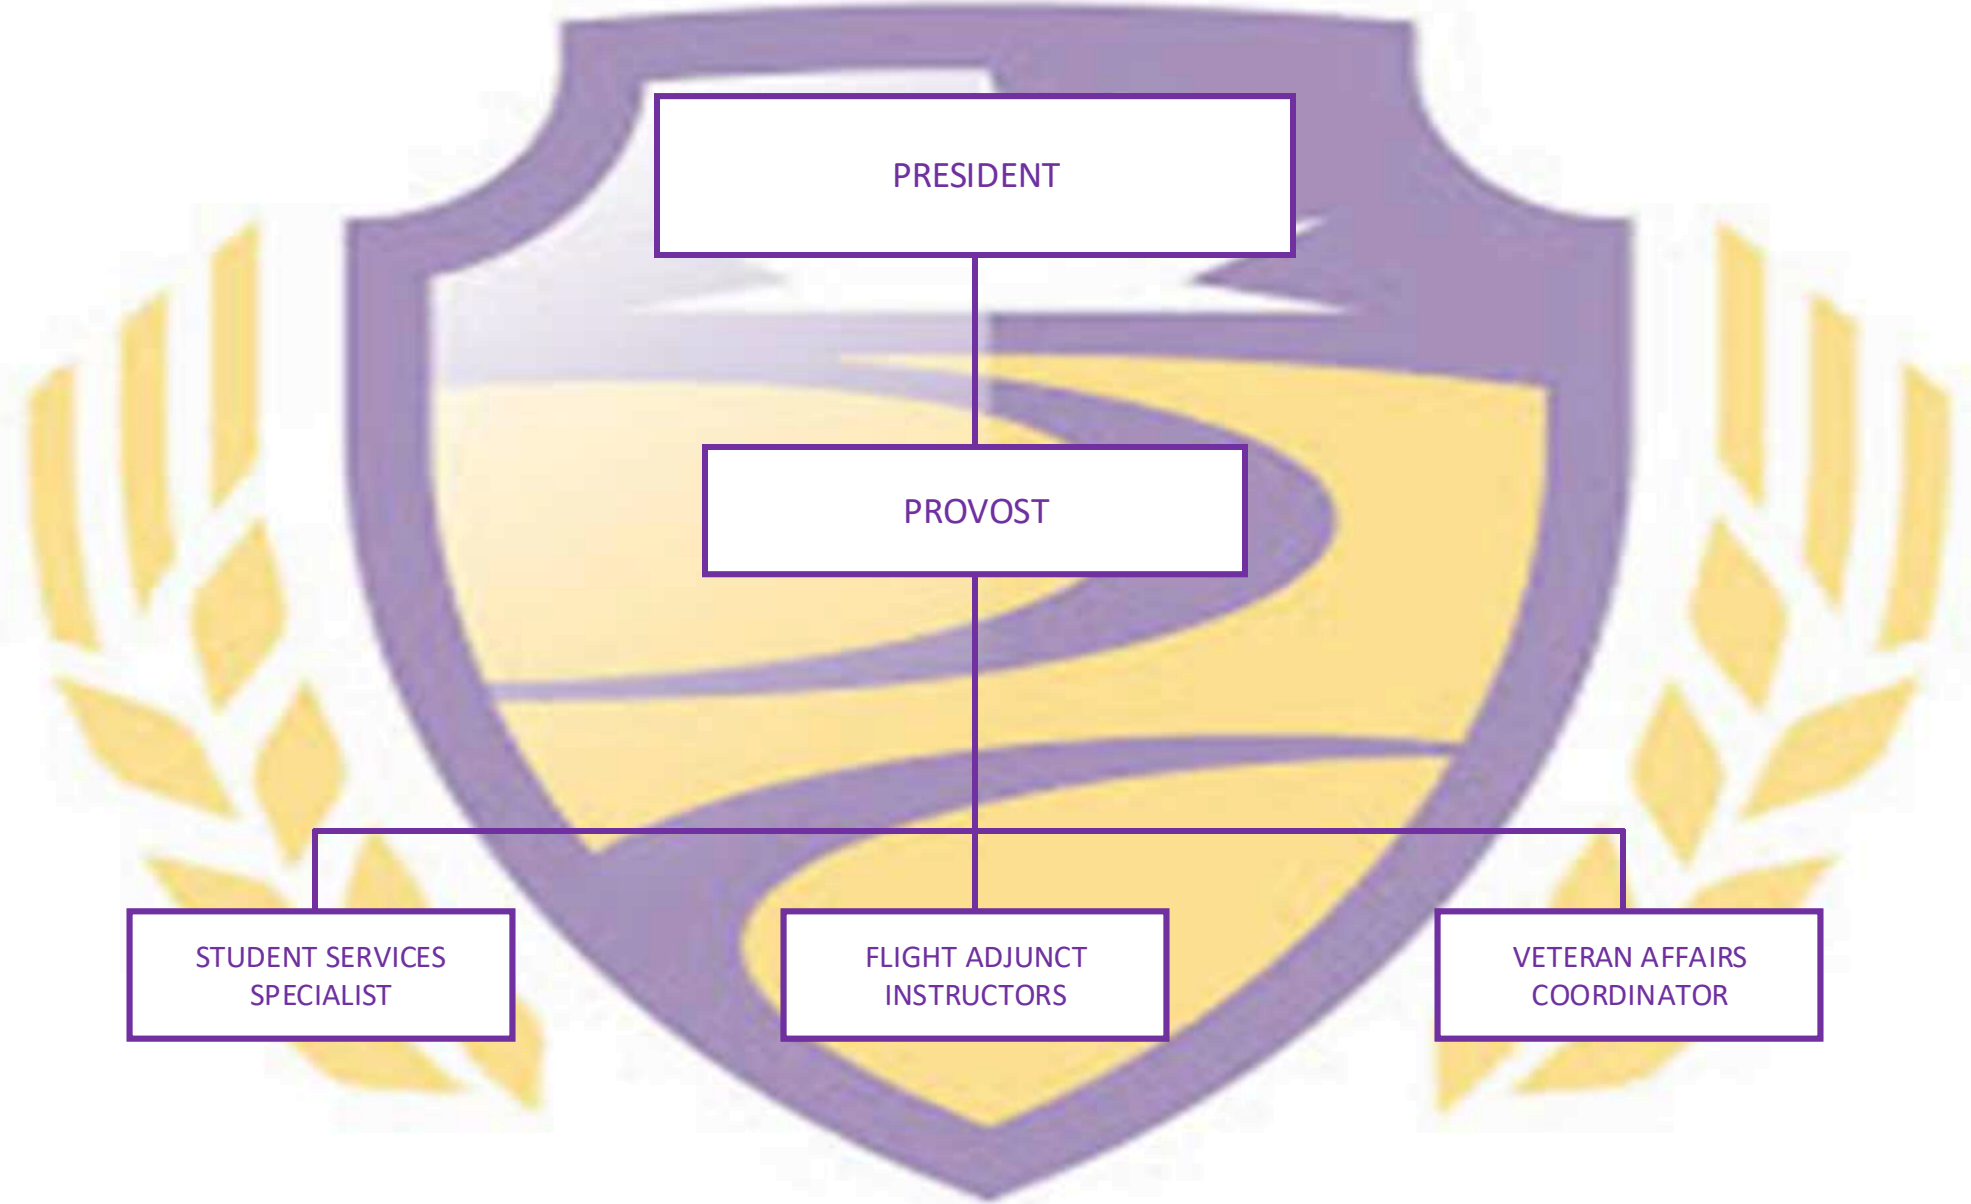 PRESIDENT
PROVOST
STUDENT SERVICES
SPECIALIST
FLIGHT ADJUNCT
INSTRUCTORS
VETERAN AFFAIRS
COORDINATOR